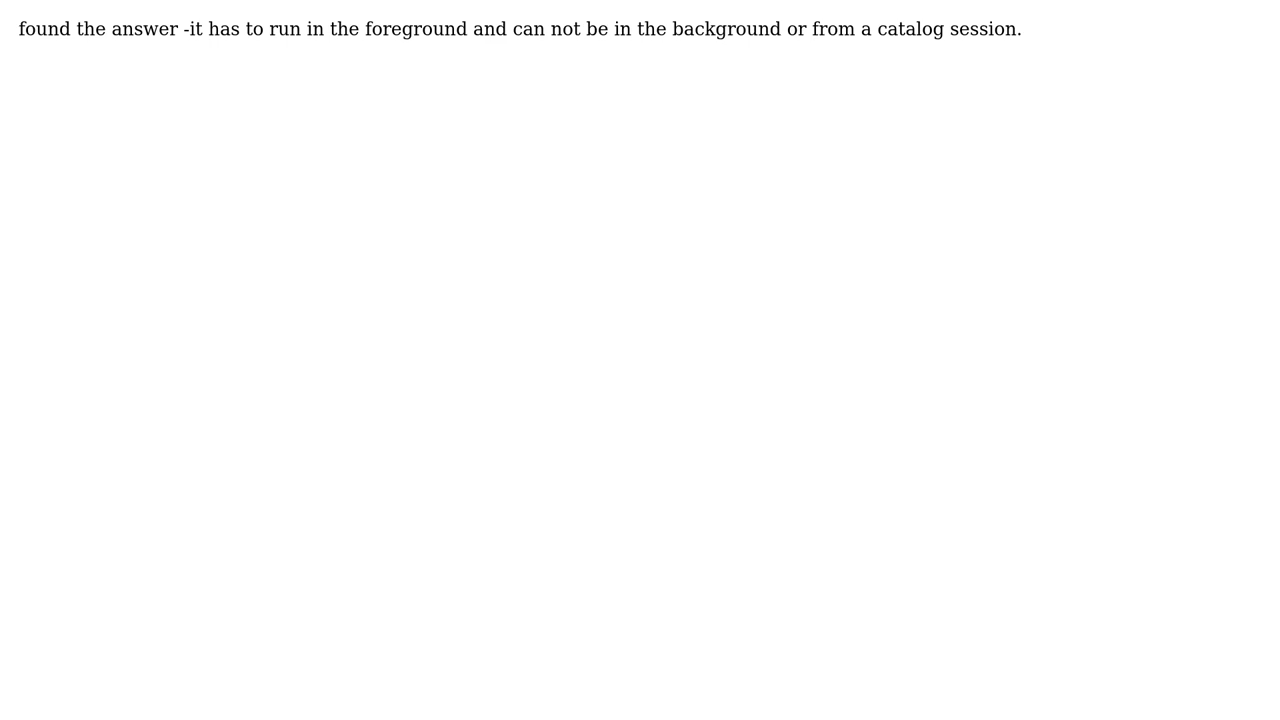 found the answer -it has to run in the foreground and can not be in the background or from a catalog session.